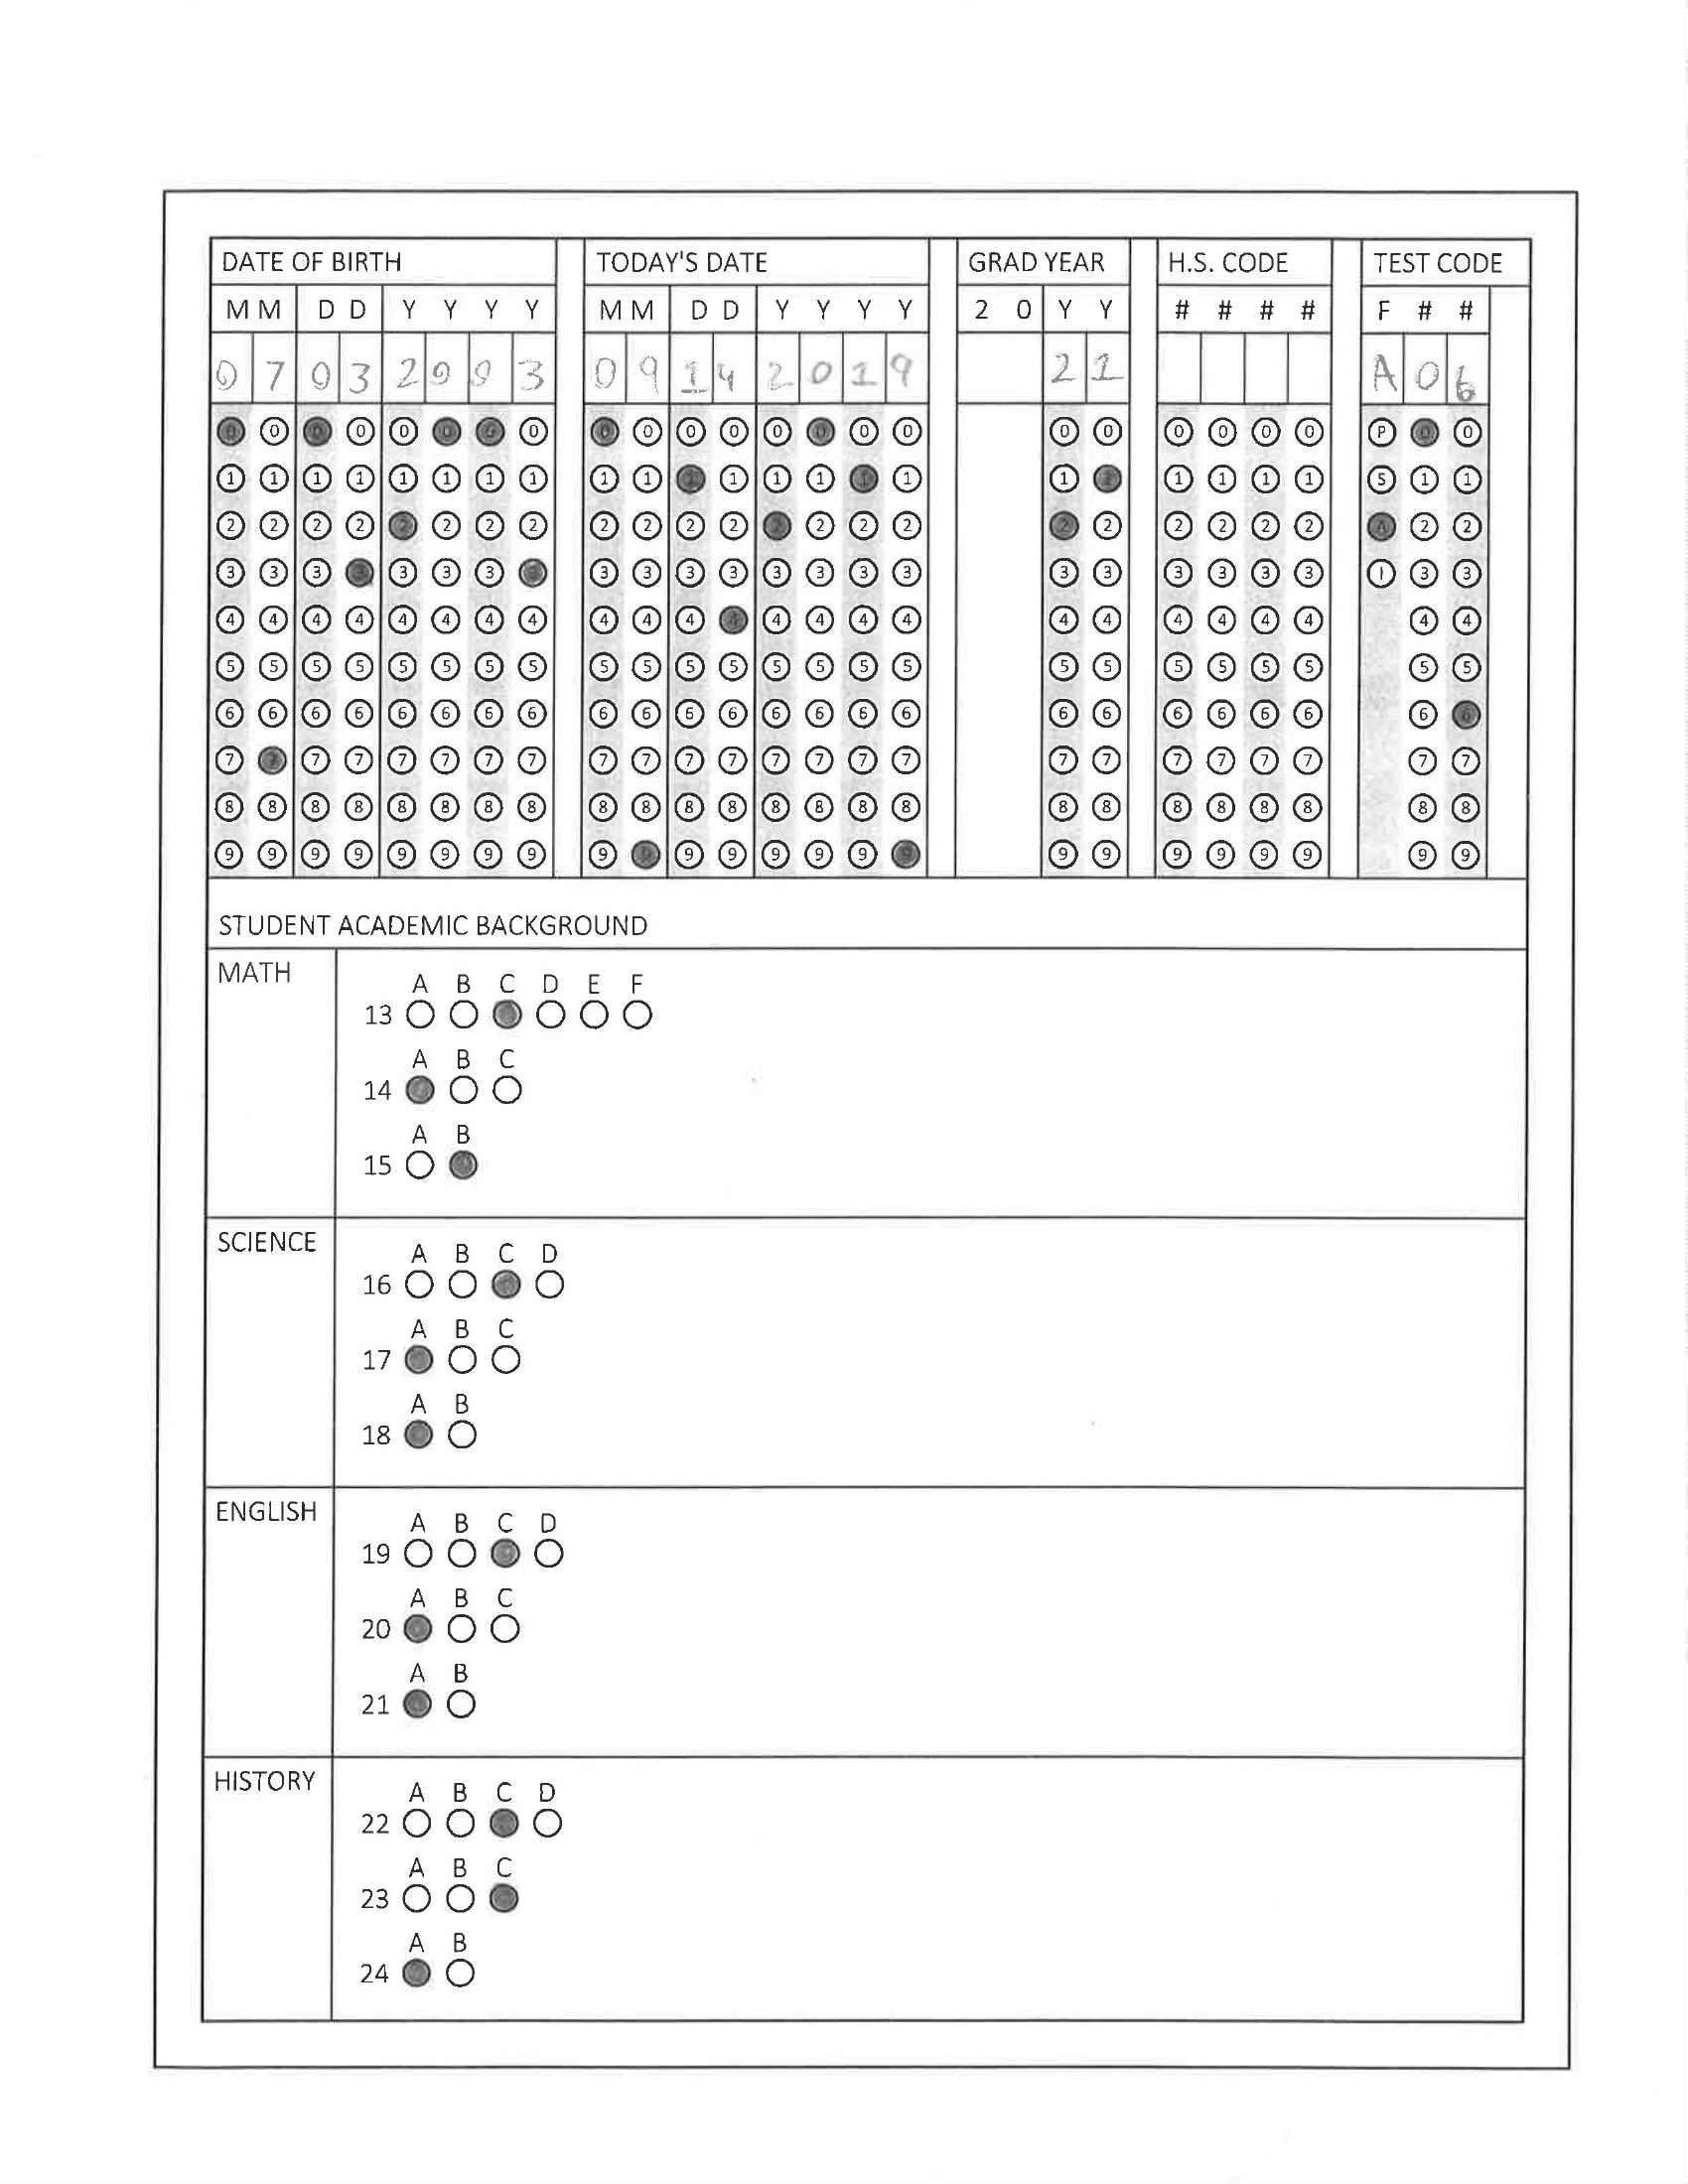 DATE OF BIRTH TODAY'S DATE GRAD YEAR H.S. CODE TEST CODE
M M D D Y Y Y Y M M D D Y Y Y Y 2 0 Y Y # # # # F # #
0 7 0 3 2 0 0 3 0 9 1 4 2 0 1 9 2 1 A 0 6
0 0 0 0 0 0 0 0 0 0 0 0 0 0 0 0 0 0 0 0 0 0 P 0 0
1 1 1 1 1 1 1 1 1 1 1 1 1 1 1 1 1 1 1 1 1 1 S 1 1
2 2 2 2 2 2 2 2 2 2 2 2 2 2 2 2 2 2 2 2 2 2 A 2 2
3 3 3 3 3 3 3 3 3 3 3 3 3 3 3 3 3 3 3 3 3 3 I 3 3
4 4 4 4 4 4 4 4 4 4 4 4 4 4 4 4 4 4 4 4 4 4 4 4
5 5 5 5 5 5 5 5 5 5 5 5 5 5 5 5 5 5 5 5 5 5 5 5
6 6 6 6 6 6 6 6 6 6 6 6 6 6 6 6 6 6 6 6 6 6 6 6
7 7 7 7 7 7 7 7 7 7 7 7 7 7 7 7 7 7 7 7 7 7 7 7
8 8 8 8 8 8 8 8 8 8 8 8 8 8 8 8 8 8 8 8 8 8 8 8
9 9 9 9 9 9 9 9 9 9 9 9 9 9 9 9 9 9 9 9 9 9 9 9
STUDENT ACADEMIC BACKGROUND
MATH
A B C D E F
13
A B C
14
A B
15
SCIENCE
A B C D
16
A B C
17
A B
18
ENGLISH
A B C D
19
A B C
20
A B
21
HISTORY
A B C D
22
A B C
23
A B
24